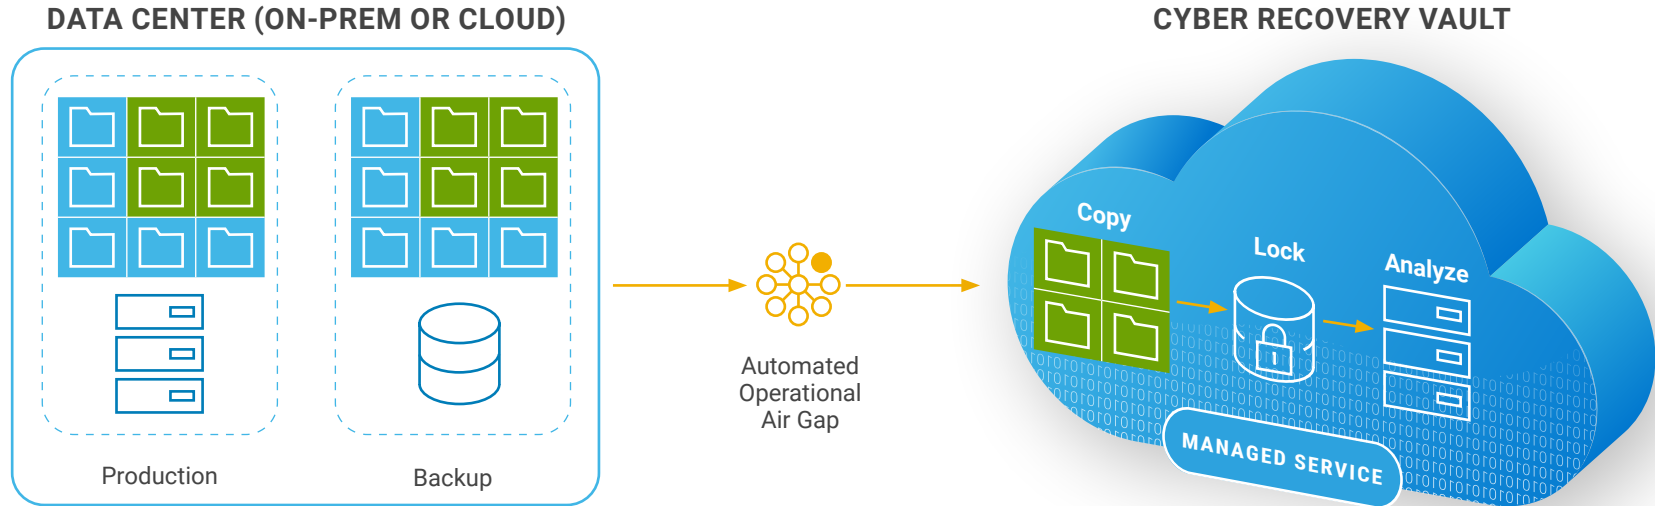 DATA CENTER (ON-PREM OR CLOUD)
CYBER RECOVERY VAULT
Production
Backup
Automated
Operational
Air Gap
Copy
Lock
Analyze
MANAGED SERVICE